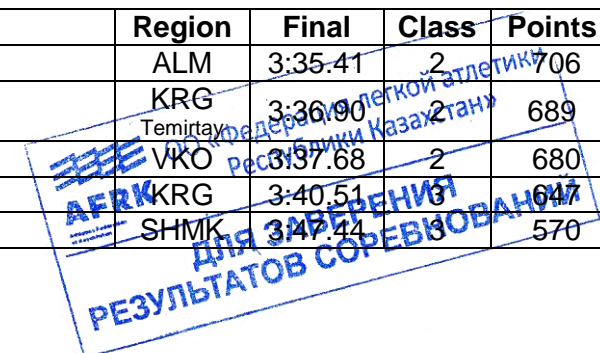 Region Final Class Points
ALM 3:35.41 2 706
KRG
Temirtay 3:36.90 2 689
VKO 3:37.68 2 680
KRG 3:40.51 3 647
SHMK 3:47.44 3 570
ОО «Федерация легкой атлетики
Республики Казахстан»
AFRK
ДЛЯ ЗАВЕРЕНИЯ
РЕЗУЛЬТАТОВ СОРЕВНОВАНИЙ